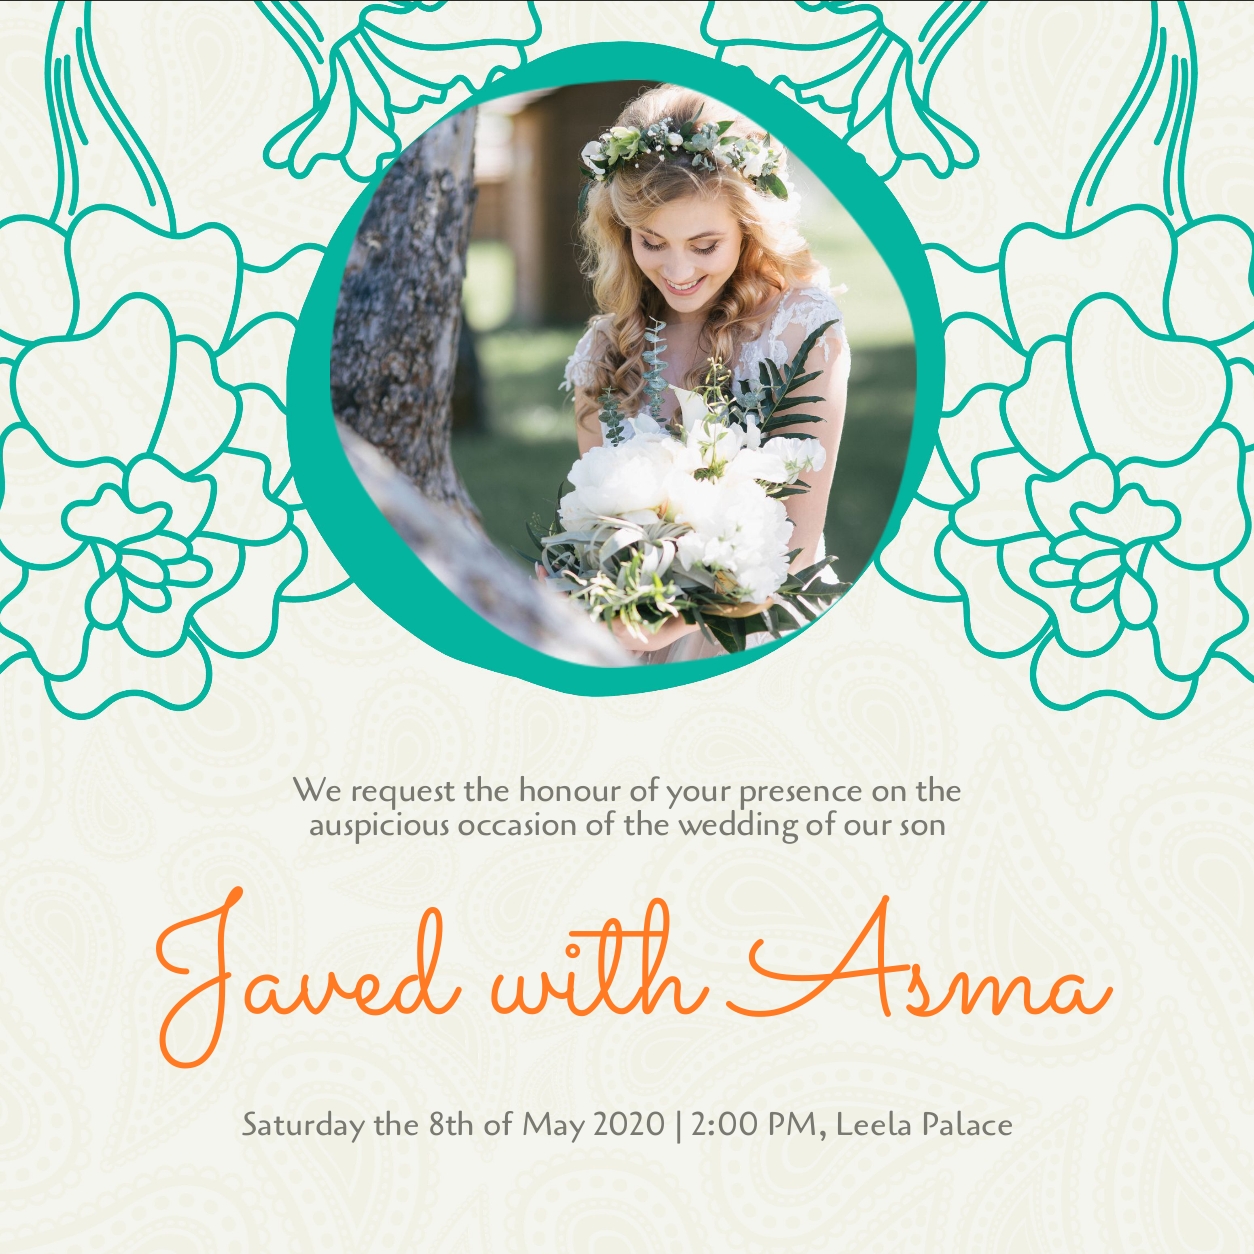 We request the honour of your presence on the
auspicious occasion of the wedding of our son
Javed with Asma
Saturday the 8th of May 2020 | 2:00 PM, Leela Palace